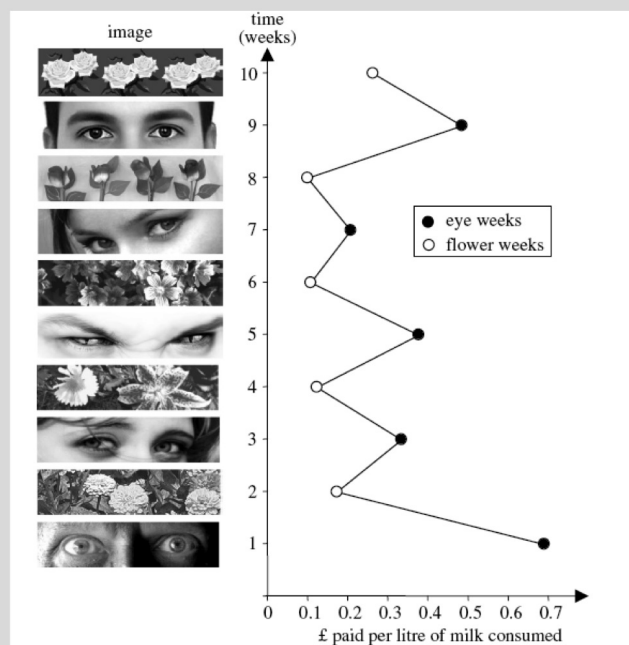 image
time
(weeks)
10
9
8
7
6
5
4
3
2
1
eye weeks
flower weeks
0 0.1 0.2 0.3 0.4 0.5 0.6 0.7
£ paid per litre of milk consumed